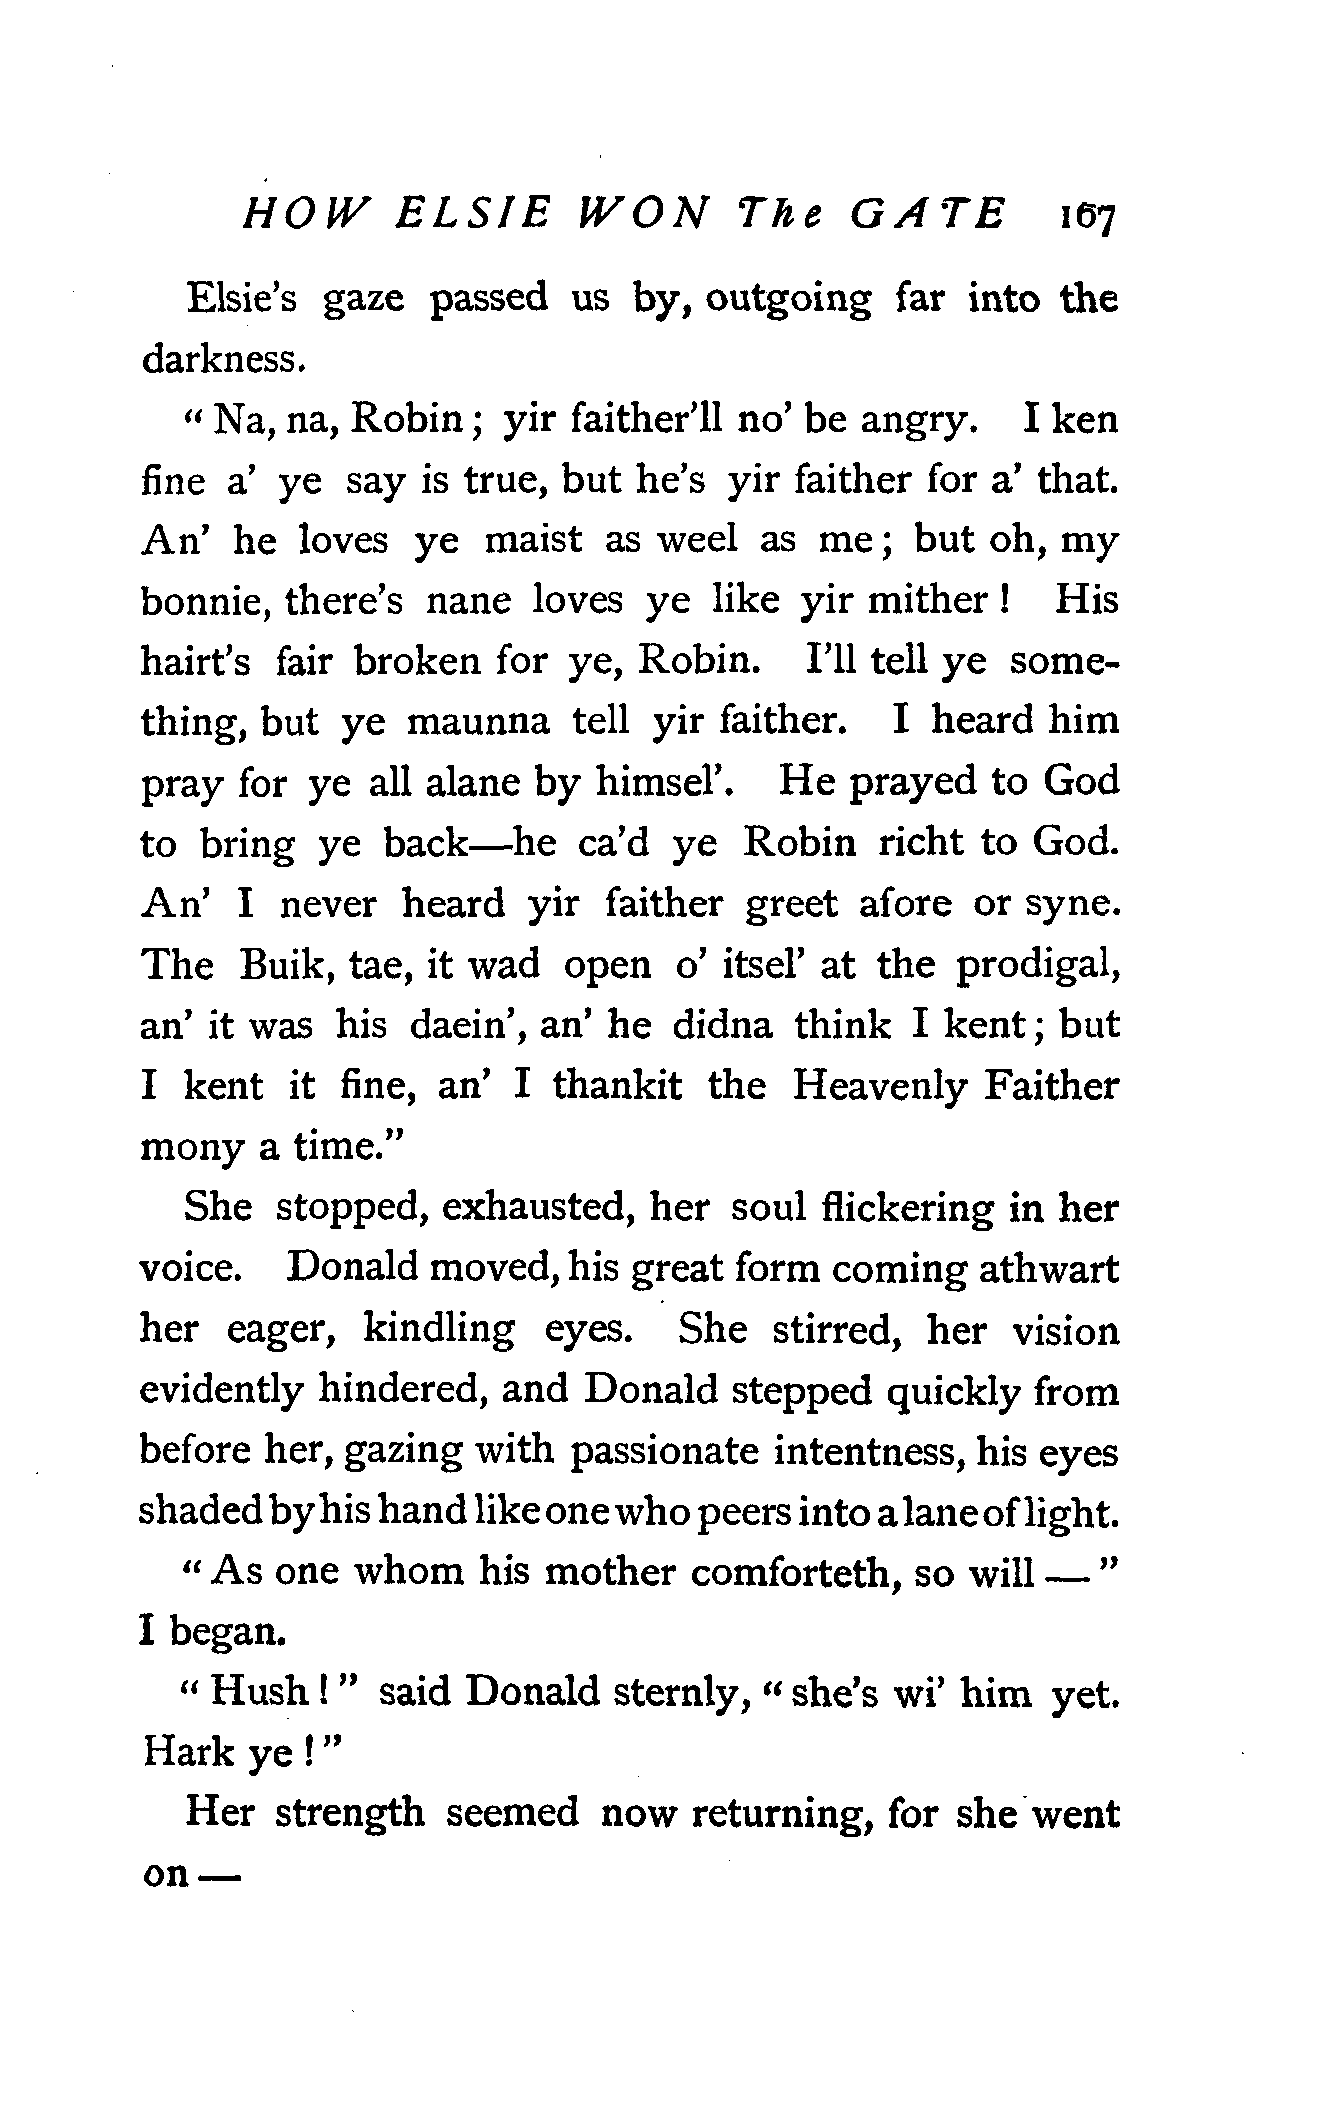 HOW ELSIE WON The GATE 167
Elsie's gaze passed us by, outgoing far into the
darkness.
“ Na, na, Robin ; yir faither'll no' be angry. I ken
fine a' ye say is true, but he's yir faither for a' that.
An' he loves ye maist as weel as me ; but oh, my
bonnie, there's nane loves ye like yir mither ! His
hairt's fair broken for ye, Robin. I'll tell ye some-
thing, but ye maunna tell yir faither. I heard him
pray for ye all alane by himsel'. He prayed to God
to bring ye back—he ca'd ye Robin richt to God.
An' I never heard yir faither greet afore or syne.
The Buik, tae, it wad open o' itsel' at the prodigal,
an' it was his daein', an' he didna think I kent ; but
I kent it fine, an' I thankit the Heavenly Faither
mony a time.”
She stopped, exhausted, her soul flickering in her
voice. Donald moved, his great form coming athwart
her eager, kindling eyes. She stirred, her vision
evidently hindered, and Donald stepped quickly from
before her, gazing with passionate intentness, his eyes
shaded by his hand like one who peers into a lane of light.
“ As one whom his mother comforteth, so will — ”
I began.
“ Hush ! ” said Donald sternly, “ she's wi' him yet.
Hark ye ! ”
Her strength seemed now returning, for she went
on —